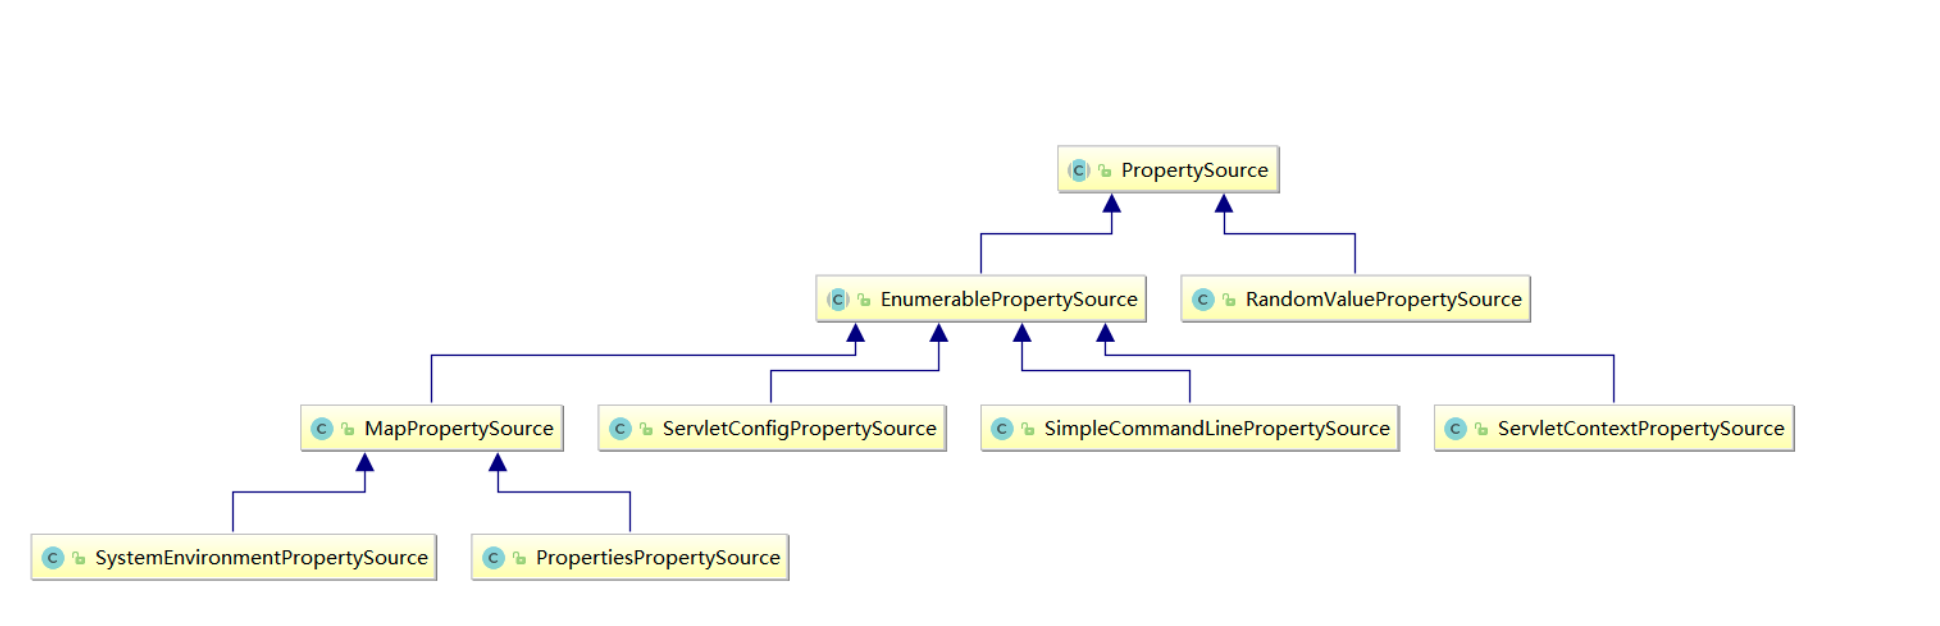 PropertySource
EnumerablePropertySource
RandomValuePropertySource
MapPropertySource
ServletConfigPropertySource
SimpleCommandLinePropertySource
ServletContextPropertySource
SystemEnvironmentPropertySource
PropertiesPropertySource